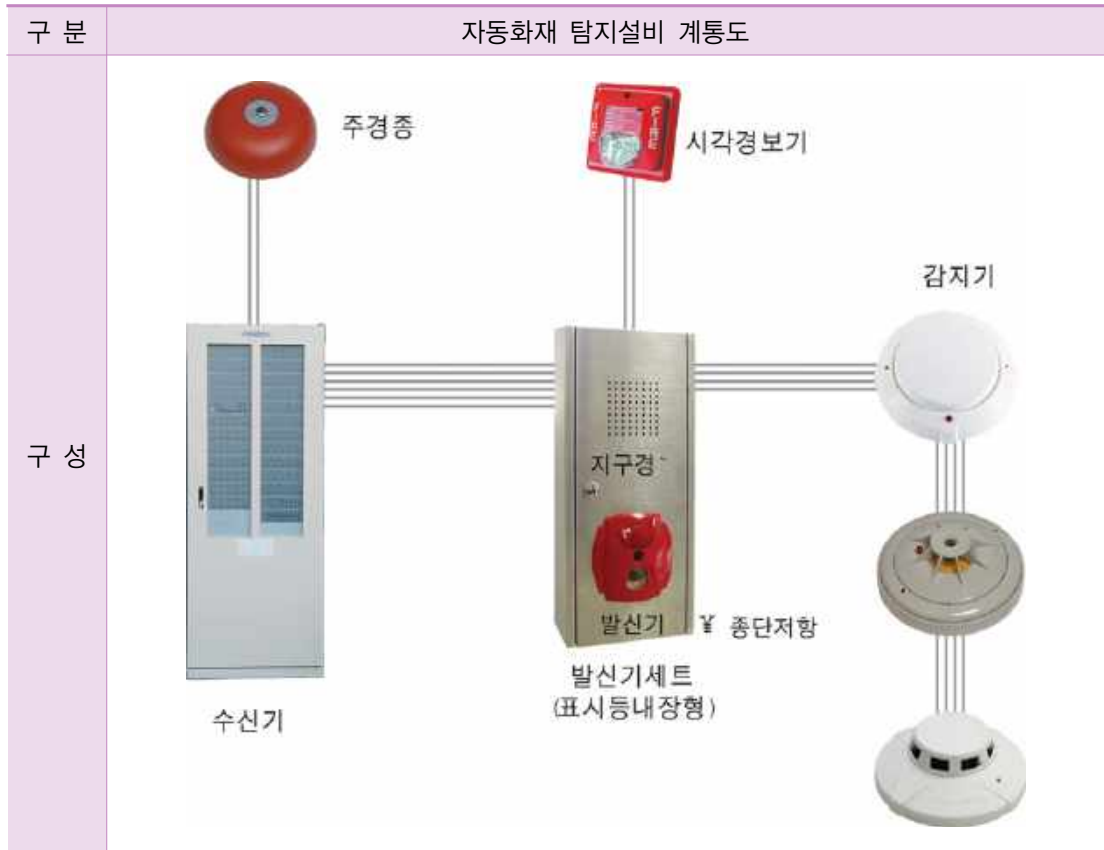 구 분
자동화재 탐지설비 계통도
구 성
주경종
시각경보기
감지기
지구경
발신기
¥ 종단저항
발신기세트
(표시등내장형)
수신기